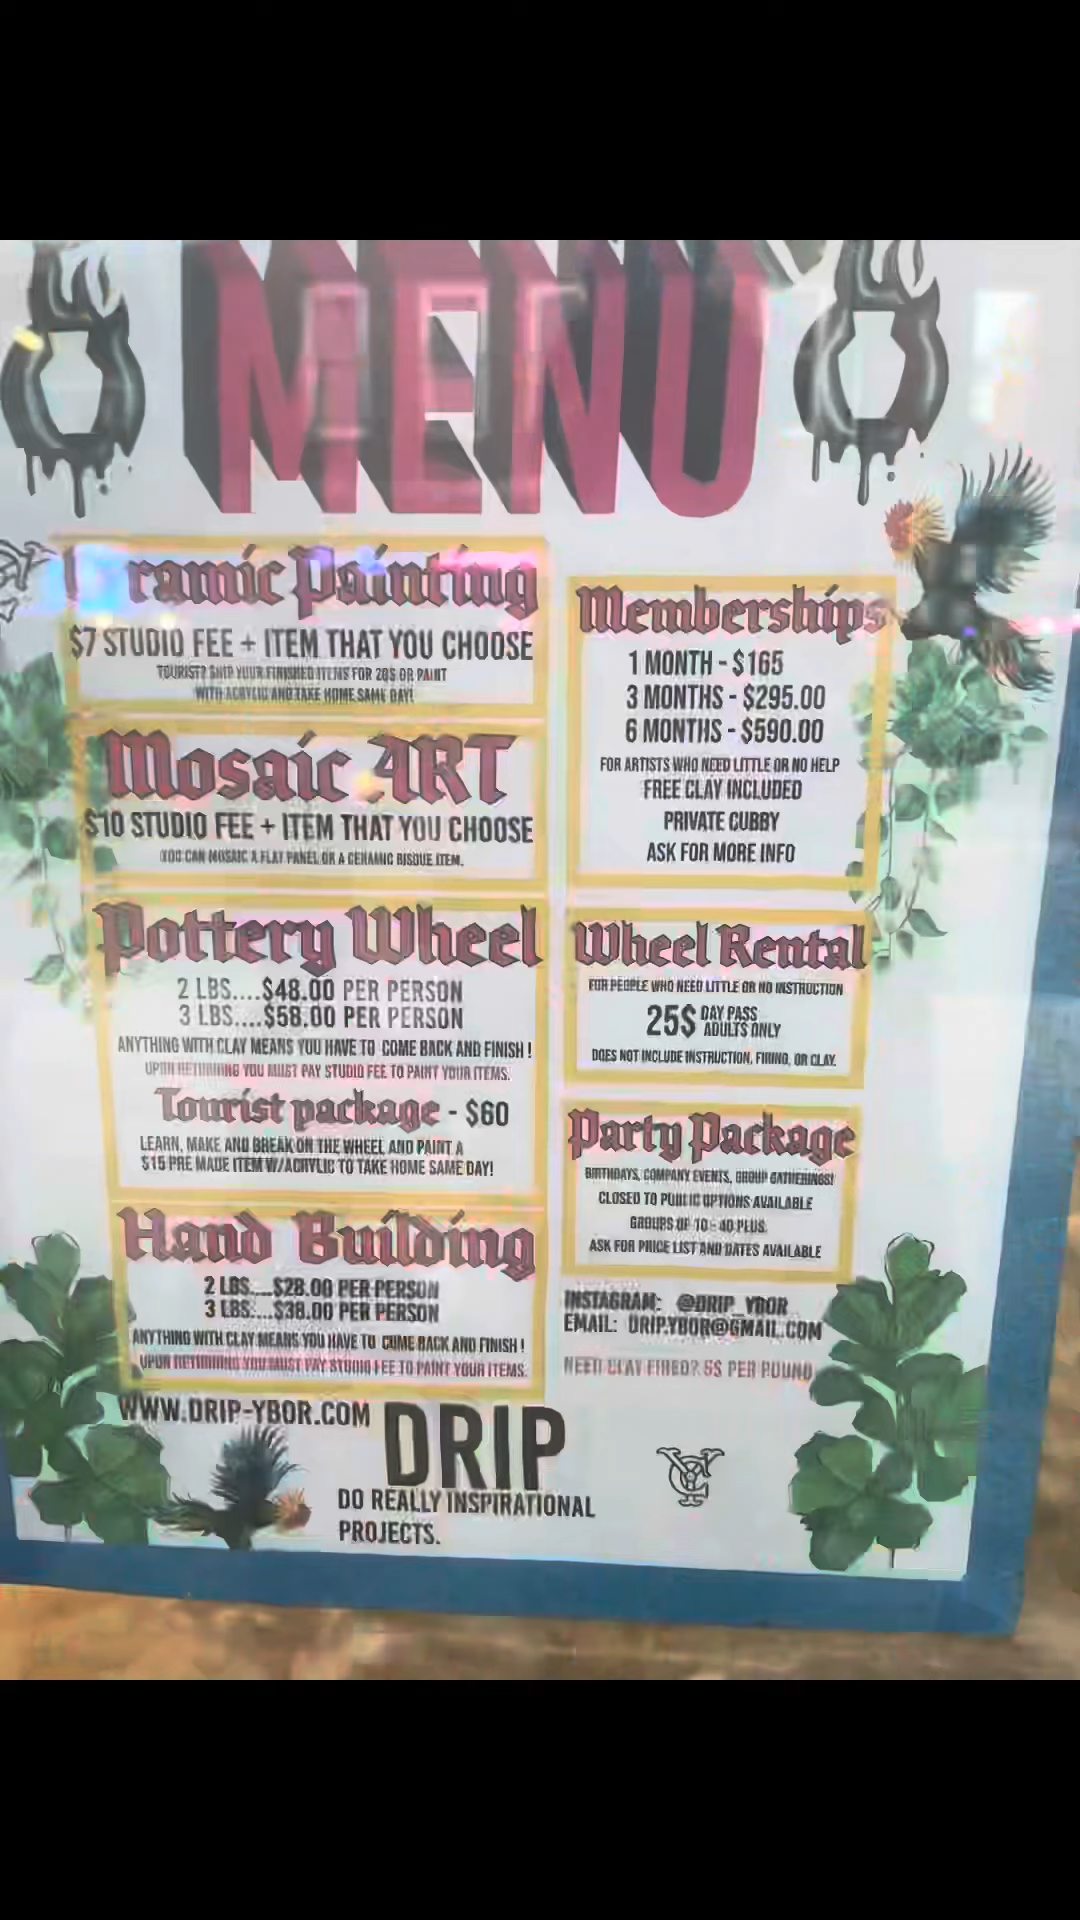 MENU
ramic Painting
$7 STUDIO FEE + ITEM THAT YOU CHOOSE
TOURIST? SHIP YOUR FINISHED ITEMS FOR 20$ OR PAINT
WITH ACRYLIC AND TAKE HOME SAME DAY!
Mosaic ART
$10 STUDIO FEE + ITEM THAT YOU CHOOSE
YOU CAN MOSAIC A FLAT PANEL OR A CERAMIC BISQUE ITEM.
Pottery Wheel
2 LBS....$48.00 PER PERSON
3 LBS....$58.00 PER PERSON
ANYTHING WITH CLAY MEANS YOU HAVE TO COME BACK AND FINISH !
UPON RETURNING YOU MUST PAY STUDIO FEE TO PAINT YOUR ITEMS.
Tourist package - $60
LEARN, MAKE AND BREAK ON THE WHEEL AND PAINT A
$15 PRE MADE ITEM W/ACRYLIC TO TAKE HOME SAME DAY!
Hand Building
2 LBS....$28.00 PER PERSON
3 LBS....$38.00 PER PERSON
ANYTHING WITH CLAY MEANS YOU HAVE TO COME BACK AND FINISH !
UPON RETURNING YOU MUST PAY STUDIO FEE TO PAINT YOUR ITEMS.
Memberships
1 MONTH - $165
3 MONTHS - $295.00
6 MONTHS - $590.00
FOR ARTISTS WHO NEED LITTLE OR NO HELP
FREE CLAY INCLUDED
PRIVATE CUBBY
ASK FOR MORE INFO
Wheel Rental
FOR PEOPLE WHO NEED LITTLE OR NO INSTRUCTION
25$ DAY PASS
ADULTS ONLY
DOES NOT INCLUDE INSTRUCTION, FIRING, OR CLAY.
Party Package
BIRTHDAYS, COMPANY EVENTS, GROUP GATHERINGS!
CLOSED TO PUBLIC OPTIONS AVAILABLE
GROUPS OF 10 - 40 PLUS.
ASK FOR PRICE LIST AND DATES AVAILABLE
INSTAGRAM: @DRIP_YBOR
EMAIL: DRIP.YBOR@GMAIL.COM
NEED CLAY FIRED? 5$ PER POUND
WWW.DRIP-YBOR.COM
DRIP
DO REALLY INSPIRATIONAL
PROJECTS.